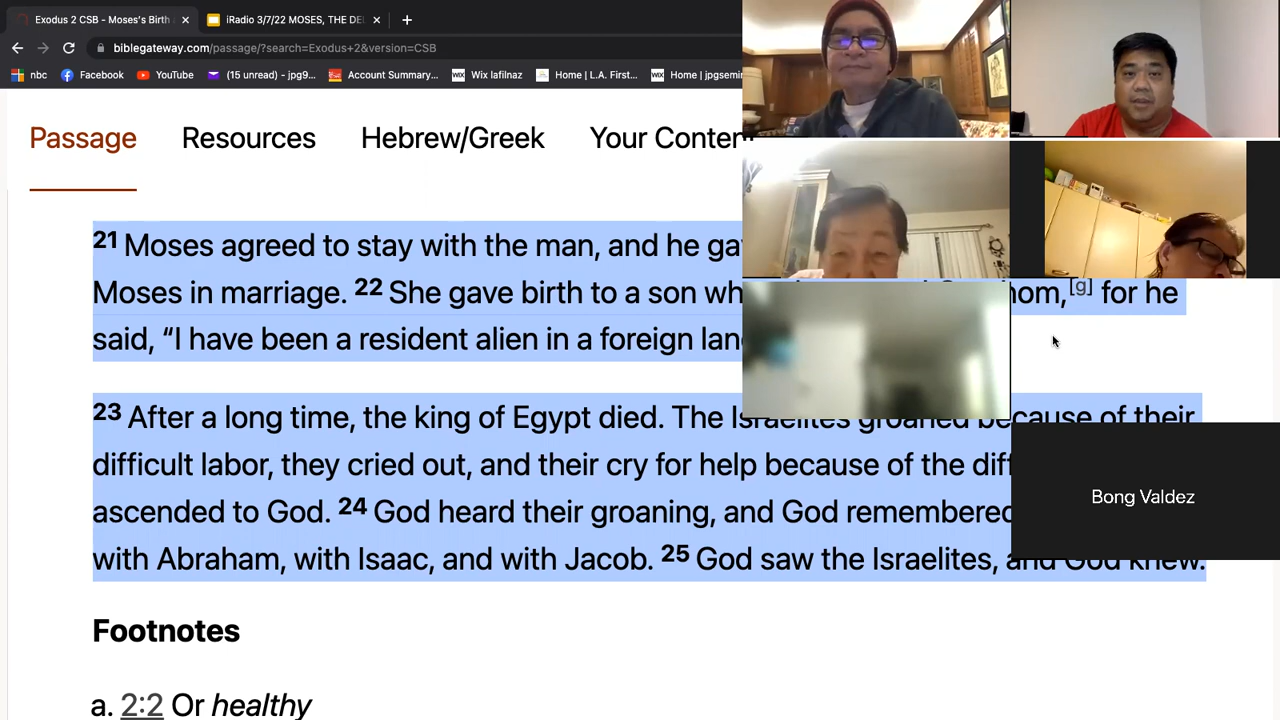 Exodus 2 CSB - Moses's Birth
iRadio 3/7/22 MOSES, THE DEL
biblegateway.com/passage/?search=Exodus+2&version=CSB
nbc Facebook YouTube (15 unread) - jpg9... Account Summary... Wix lafilnaz Home | L.A. First... Home | jpgsemi
Passage Resources Hebrew/Greek Your Conten
21 Moses agreed to stay with the man, and he ga
Moses in marriage. 22 She gave birth to a son wh hom,[g] for he
said, “I have been a resident alien in a foreign lan
23 After a long time, the king of Egypt died. The Israelites groaned because of their
difficult labor, they cried out, and their cry for help because of the diff
ascended to God. 24 God heard their groaning, and God remembered
with Abraham, with Isaac, and with Jacob. 25 God saw the Israelites, and God knew.
Bong Valdez
Footnotes
a. 2:2 Or healthy